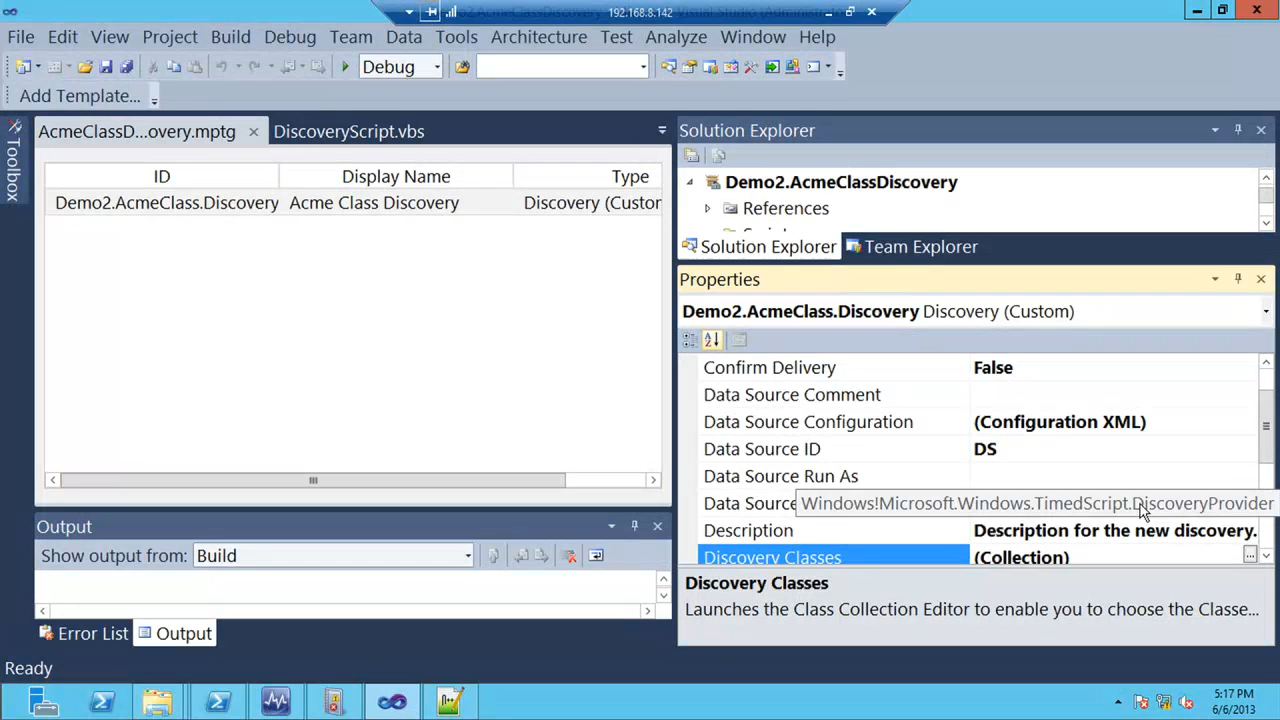 192.168.8.142
File Edit View Project Build Debug Team Data Tools Architecture Test Analyze Window Help
Debug
Add Template...
AcmeClassD...overy.mptg
DiscoveryScript.vbs
ID Display Name Type
Demo2.AcmeClass.Discovery Acme Class Discovery Discovery (Custor
Toolbox
Output
Show output from: Build
Error List Output
Solution Explorer
Demo2.AcmeClassDiscovery
References
Solution Explorer Team Explorer
Properties
Demo2.AcmeClass.Discovery Discovery (Custom)
Confirm Delivery False
Data Source Comment
Data Source Configuration (Configuration XML)
Data Source ID DS
Data Source Run As
Data Source Windows!Microsoft.Windows.TimedScript.DiscoveryProvider
Description Description for the new discovery.
Discovery Classes (Collection)
Discovery Classes
Launches the Class Collection Editor to enable you to choose the Classe...
Ready
5:17 PM
6/6/2013